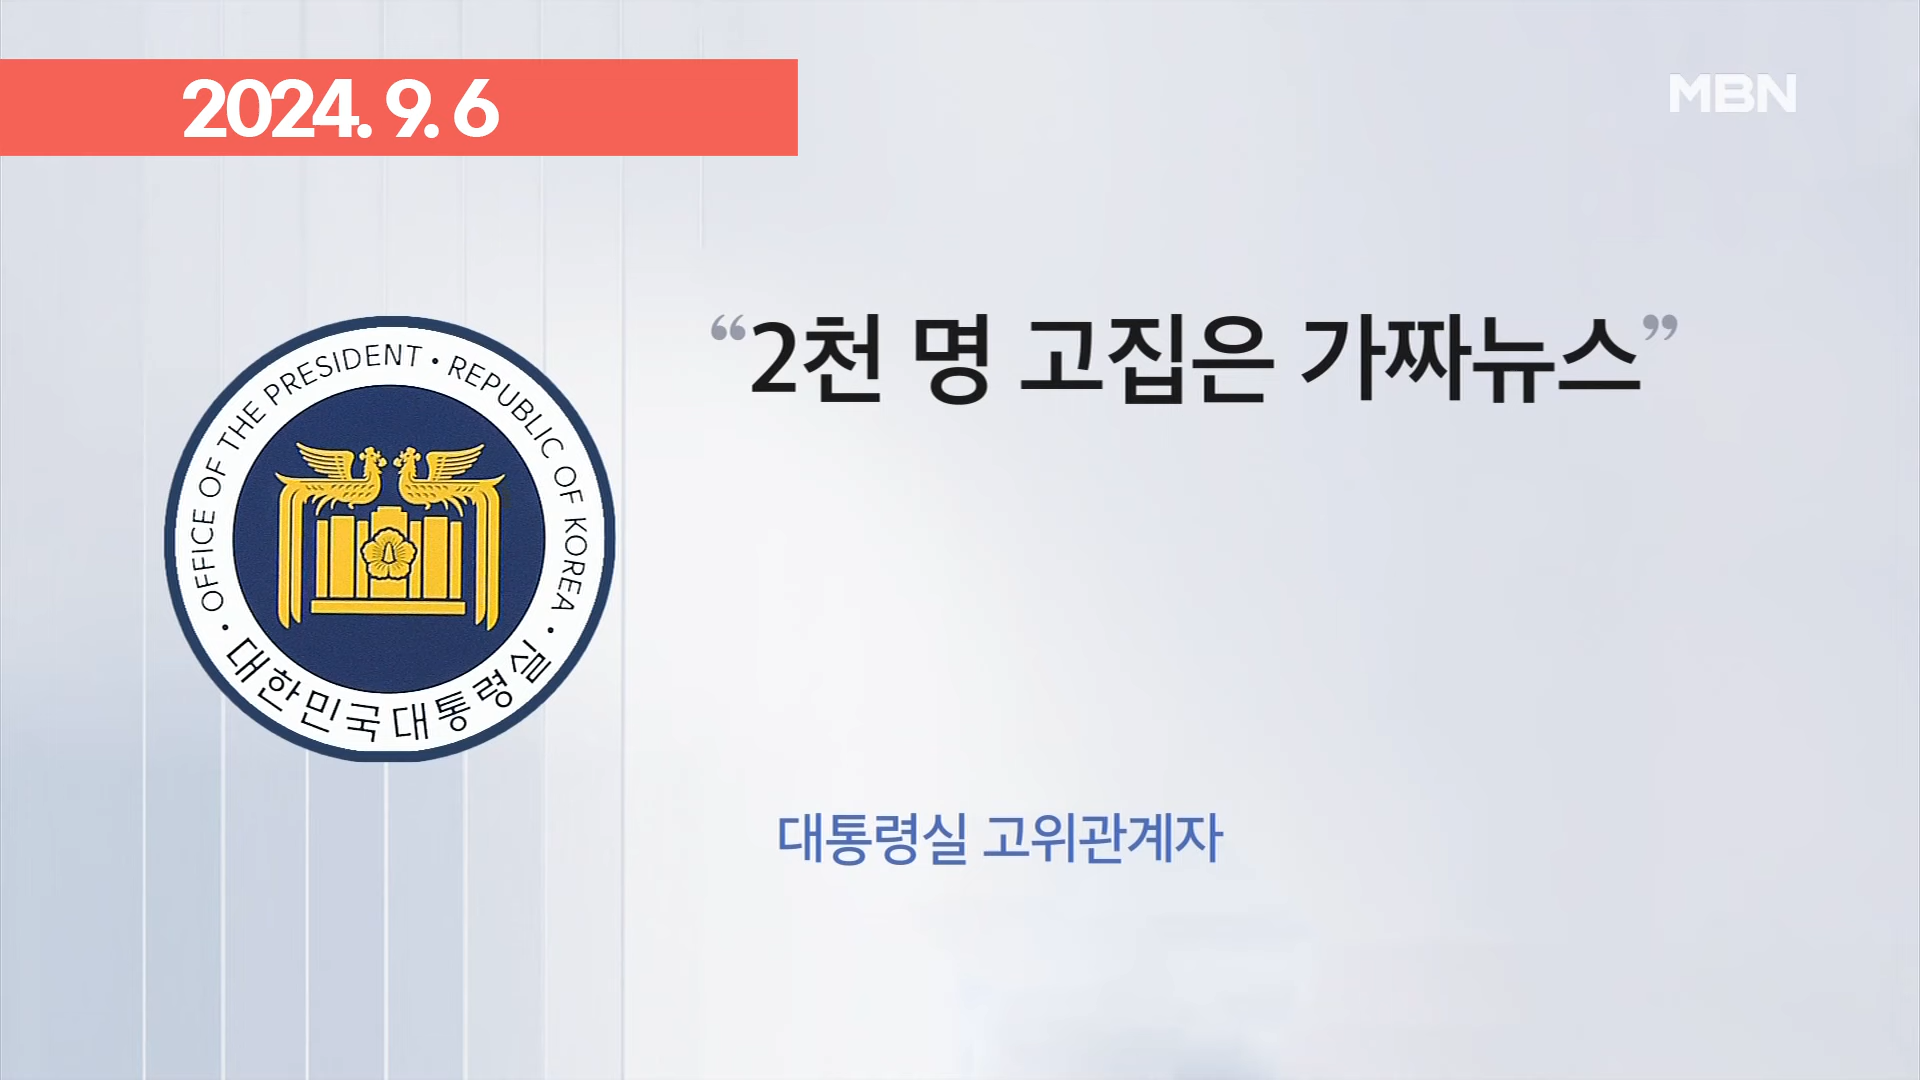 2024. 9. 6
MBN
“2천 명 고집은 가짜뉴스”
OFFICE OF THE PRESIDENT • REPUBLIC OF KOREA
• 대한민국 대통령실 •
대통령실 고위관계자